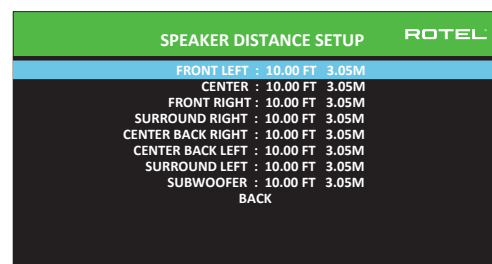 SPEAKER DISTANCE SETUP ROTEL
FRONT LEFT : 10.00 FT 3.05M
CENTER : 10.00 FT 3.05M
FRONT RIGHT : 10.00 FT 3.05M
SURROUND RIGHT : 10.00 FT 3.05M
CENTER BACK RIGHT : 10.00 FT 3.05M
CENTER BACK LEFT : 10.00 FT 3.05M
SURROUND LEFT : 10.00 FT 3.05M
SUBWOOFER : 10.00 FT 3.05M
BACK